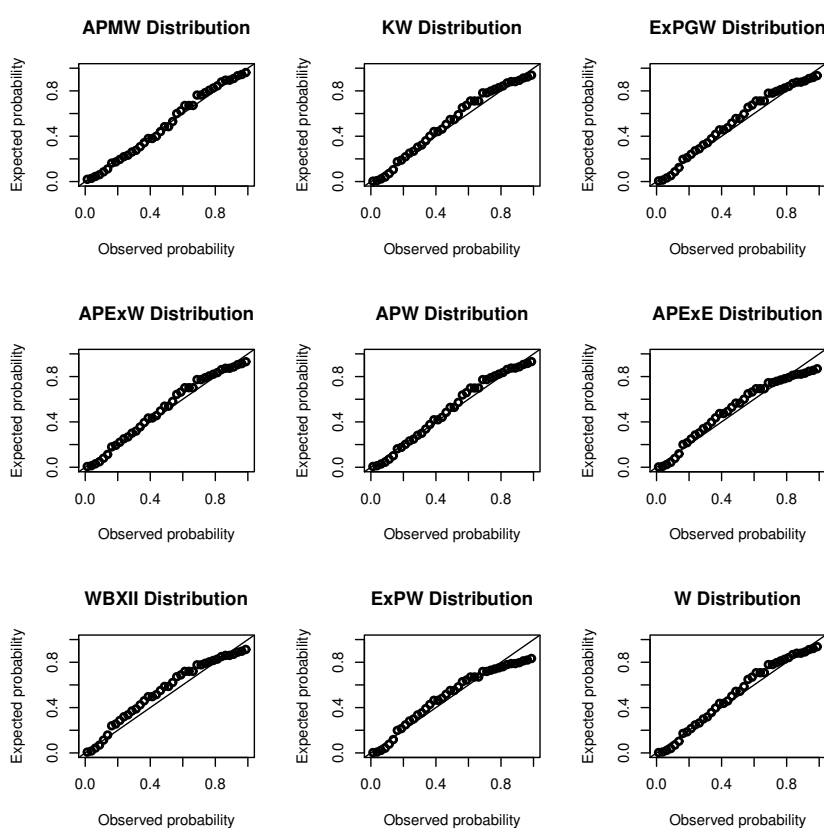 APMW Distribution
Expected probability
0.0 0.4 0.8
0.0 0.4 0.8
Observed probability
KW Distribution
Expected probability
0.0 0.4 0.8
0.0 0.4 0.8
Observed probability
ExPGW Distribution
Expected probability
0.0 0.4 0.8
0.0 0.4 0.8
Observed probability
APExW Distribution
Expected probability
0.0 0.4 0.8
0.0 0.4 0.8
Observed probability
APW Distribution
Expected probability
0.0 0.4 0.8
0.0 0.4 0.8
Observed probability
APExE Distribution
Expected probability
0.0 0.4 0.8
0.0 0.4 0.8
Observed probability
WBXII Distribution
Expected probability
0.0 0.4 0.8
0.0 0.4 0.8
Observed probability
ExPW Distribution
Expected probability
0.0 0.4 0.8
0.0 0.4 0.8
Observed probability
W Distribution
Expected probability
0.0 0.4 0.8
0.0 0.4 0.8
Observed probability